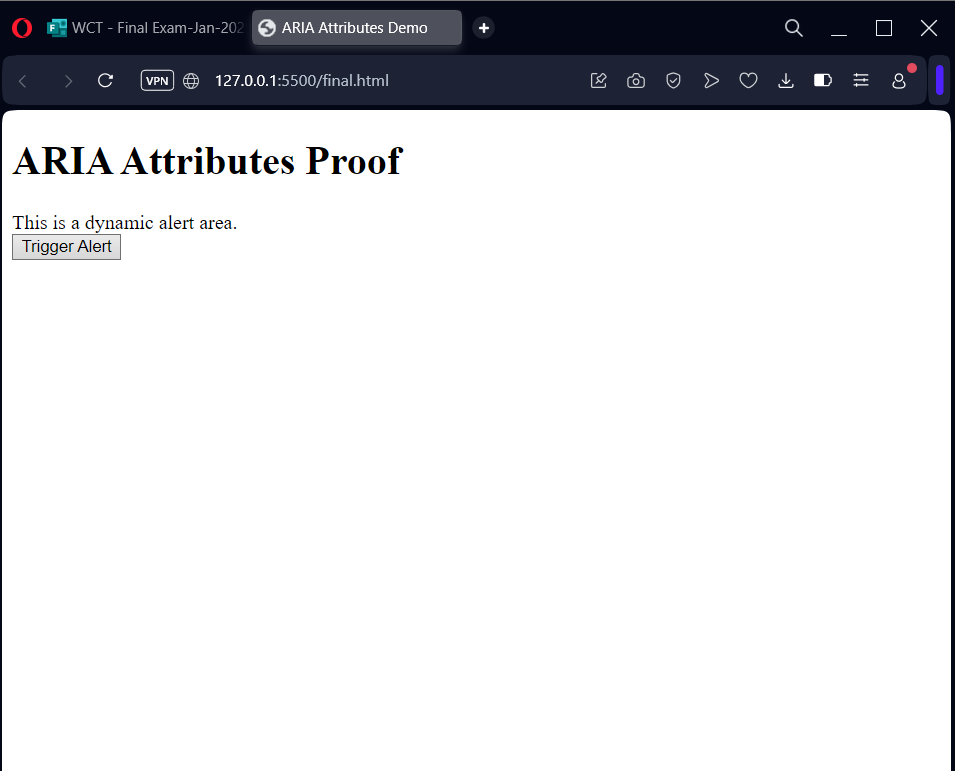 WCT - Final Exam-Jan-202
ARIA Attributes Demo
VPN
127.0.0.1:5500/final.html
ARIA Attributes Proof
This is a dynamic alert area.
Trigger Alert